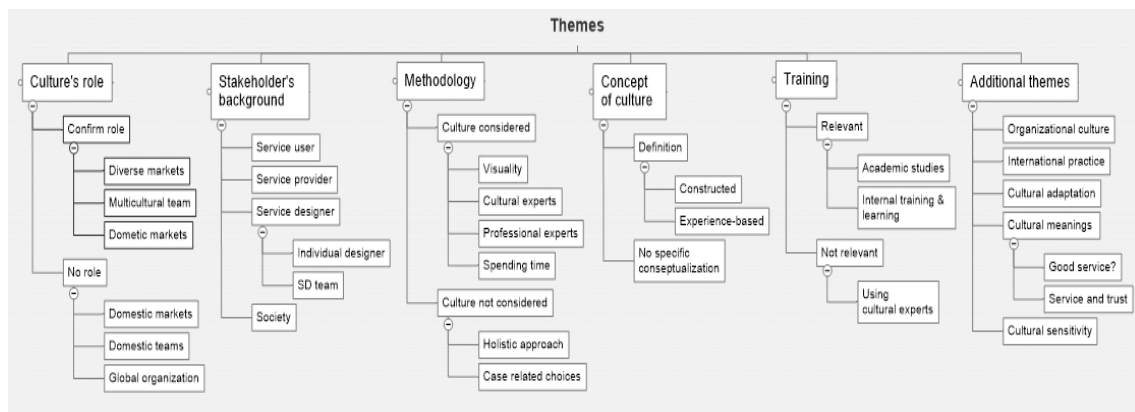 Themes
Culture's role
Confirm role
Diverse markets
Multicultural team
Dometic markets
No role
Domestic markets
Domestic teams
Global organization
Stakeholder's
background
Service user
Service provider
Service designer
Individual designer
SD team
Society
Methodology
Culture considered
Visuality
Cultural experts
Professional experts
Spending time
Culture not considered
Holistic approach
Case related choices
Concept
of culture
Definition
Constructed
Experience-based
No specific
conseptualization
Training
Relevant
Academic studies
Internal training &
learning
Not relevant
Using
cultural experts
Additional themes
Organizational culture
International practice
Cultural adaptation
Cultural meanings
Good service?
Service and trust
Cultural sensitivity